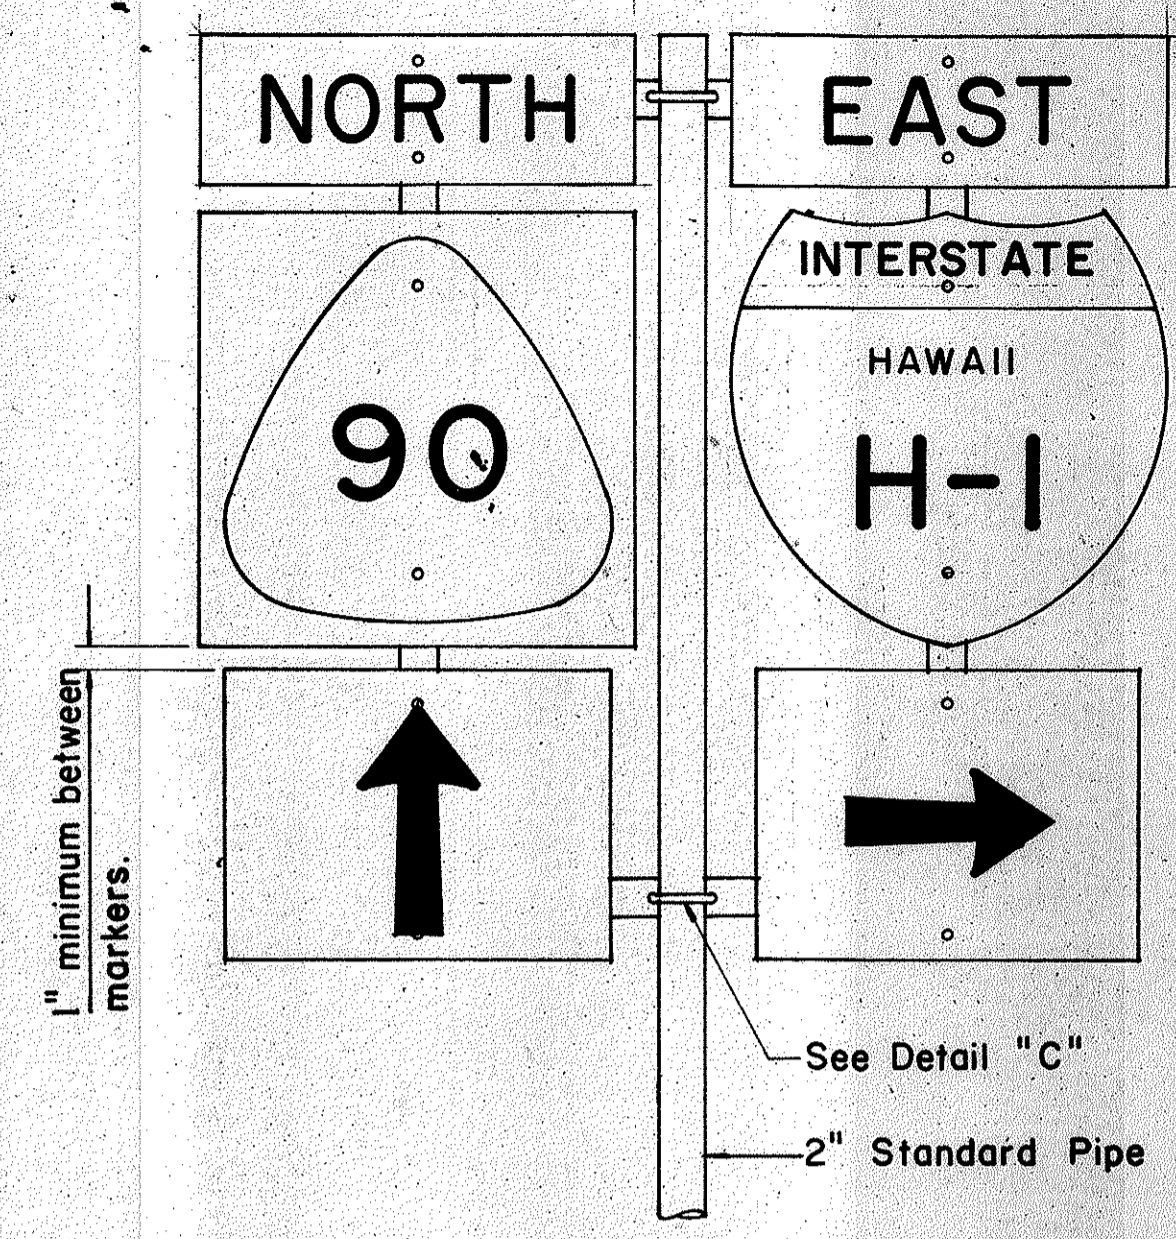 NORTH
EAST
INTERSTATE
HAWAII
90
H-1
1" minimum between
markers.
See Detail "C"
2" Standard Pipe